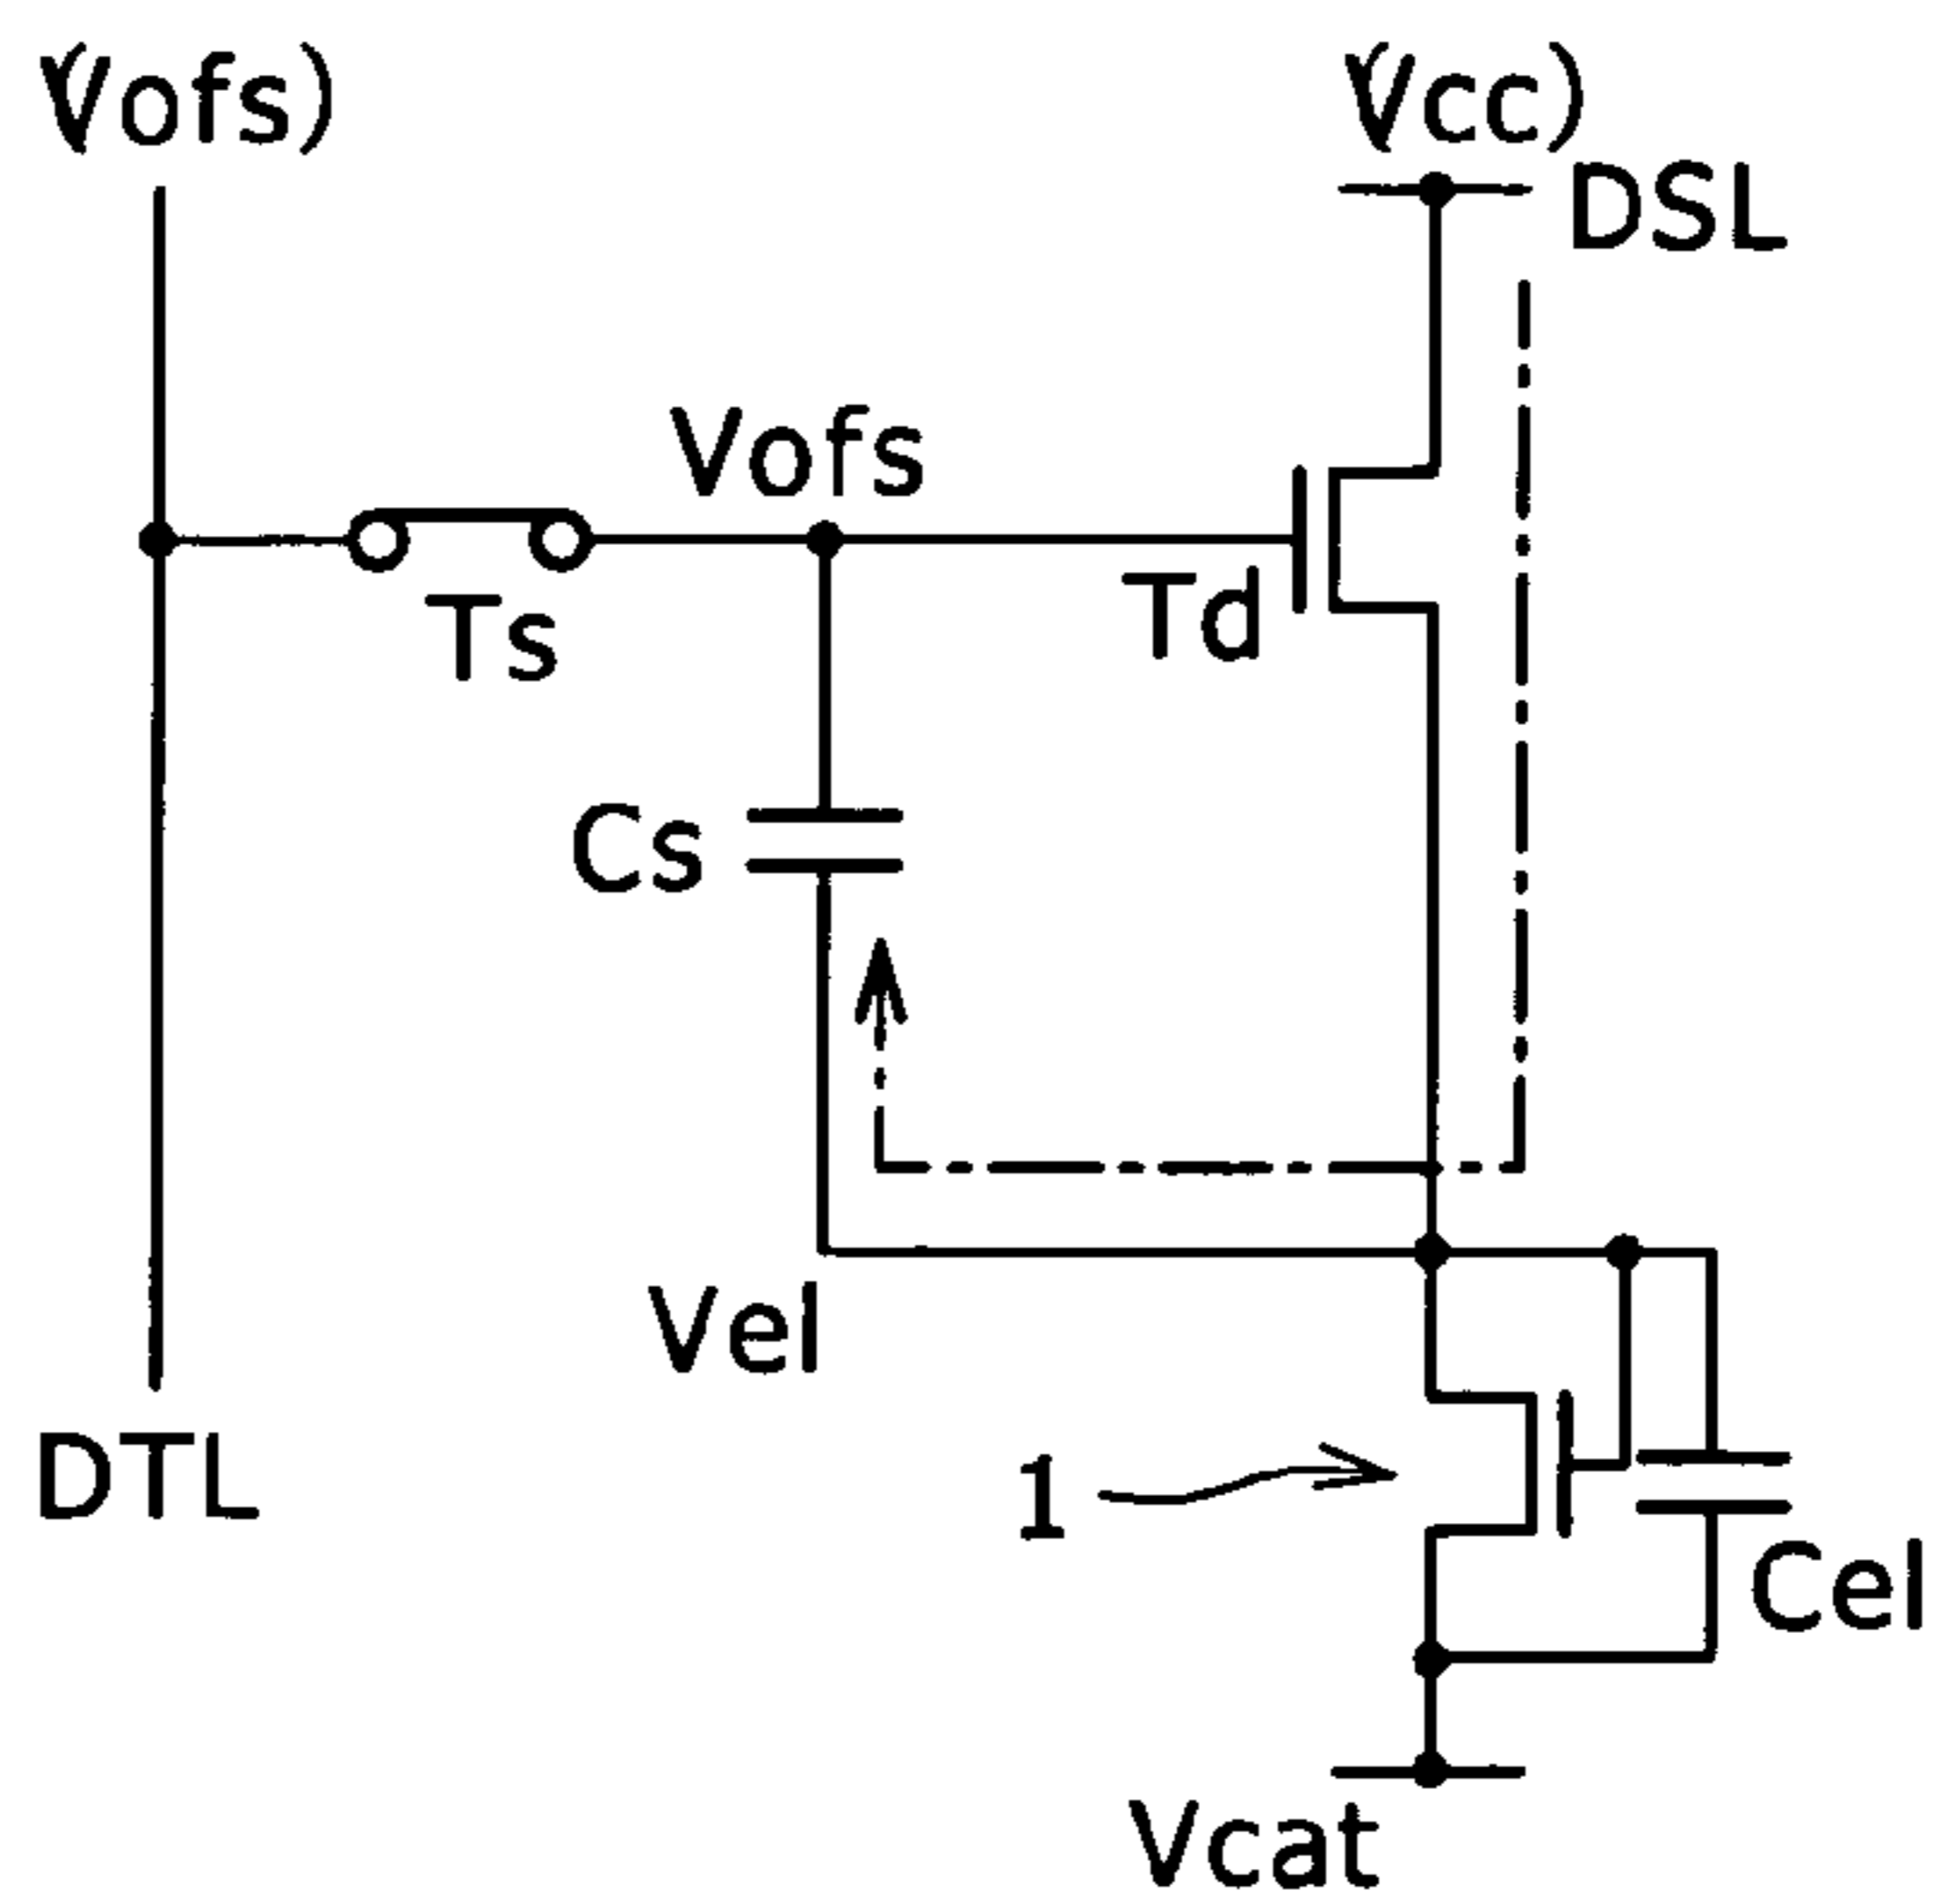 (Vofs)
(Vcc)
DSL
Vofs
Ts
Td
Cs
Vel
DTL
1
Cel
Vcat